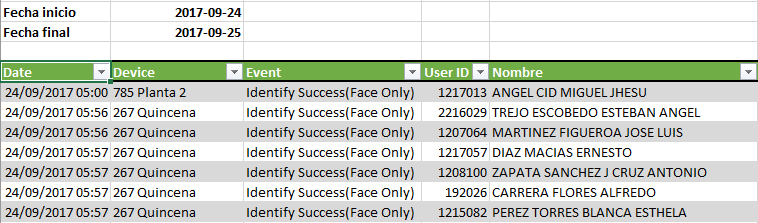 Fecha inicio 2017-09-24
Fecha final 2017-09-25
Date Device Event User ID Nombre
24/09/2017 05:00 785 Planta 2 Identify Success(Face Only) 1217013 ANGEL CID MIGUEL JHESU
24/09/2017 05:56 267 Quincena Identify Success(Face Only) 2216029 TREJO ESCOBEDO ESTEBAN ANGEL
24/09/2017 05:56 267 Quincena Identify Success(Face Only) 1207064 MARTINEZ FIGUEROA JOSE LUIS
24/09/2017 05:57 267 Quincena Identify Success(Face Only) 1217057 DIAZ MACIAS ERNESTO
24/09/2017 05:57 267 Quincena Identify Success(Face Only) 1208100 ZAPATA SANCHEZ J CRUZ ANTONIO
24/09/2017 05:57 267 Quincena Identify Success(Face Only) 192026 CARRERA FLORES ALFREDO
24/09/2017 05:57 267 Quincena Identify Success(Face Only) 1215082 PEREZ TORRES BLANCA ESTHELA